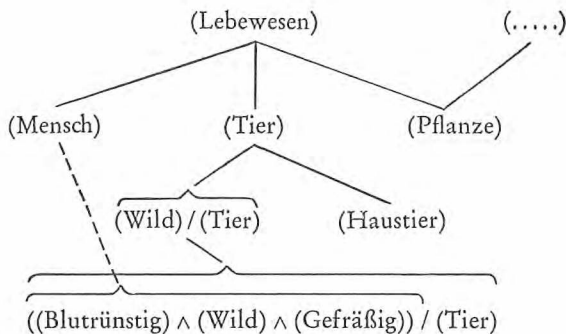 (Lebewesen) (.....)
(Mensch) (Tier) (Pflanze)
(Wild) / (Tier) (Haustier)
((Blutrünstig) ∧ (Wild) ∧ (Gefräßig)) / (Tier)